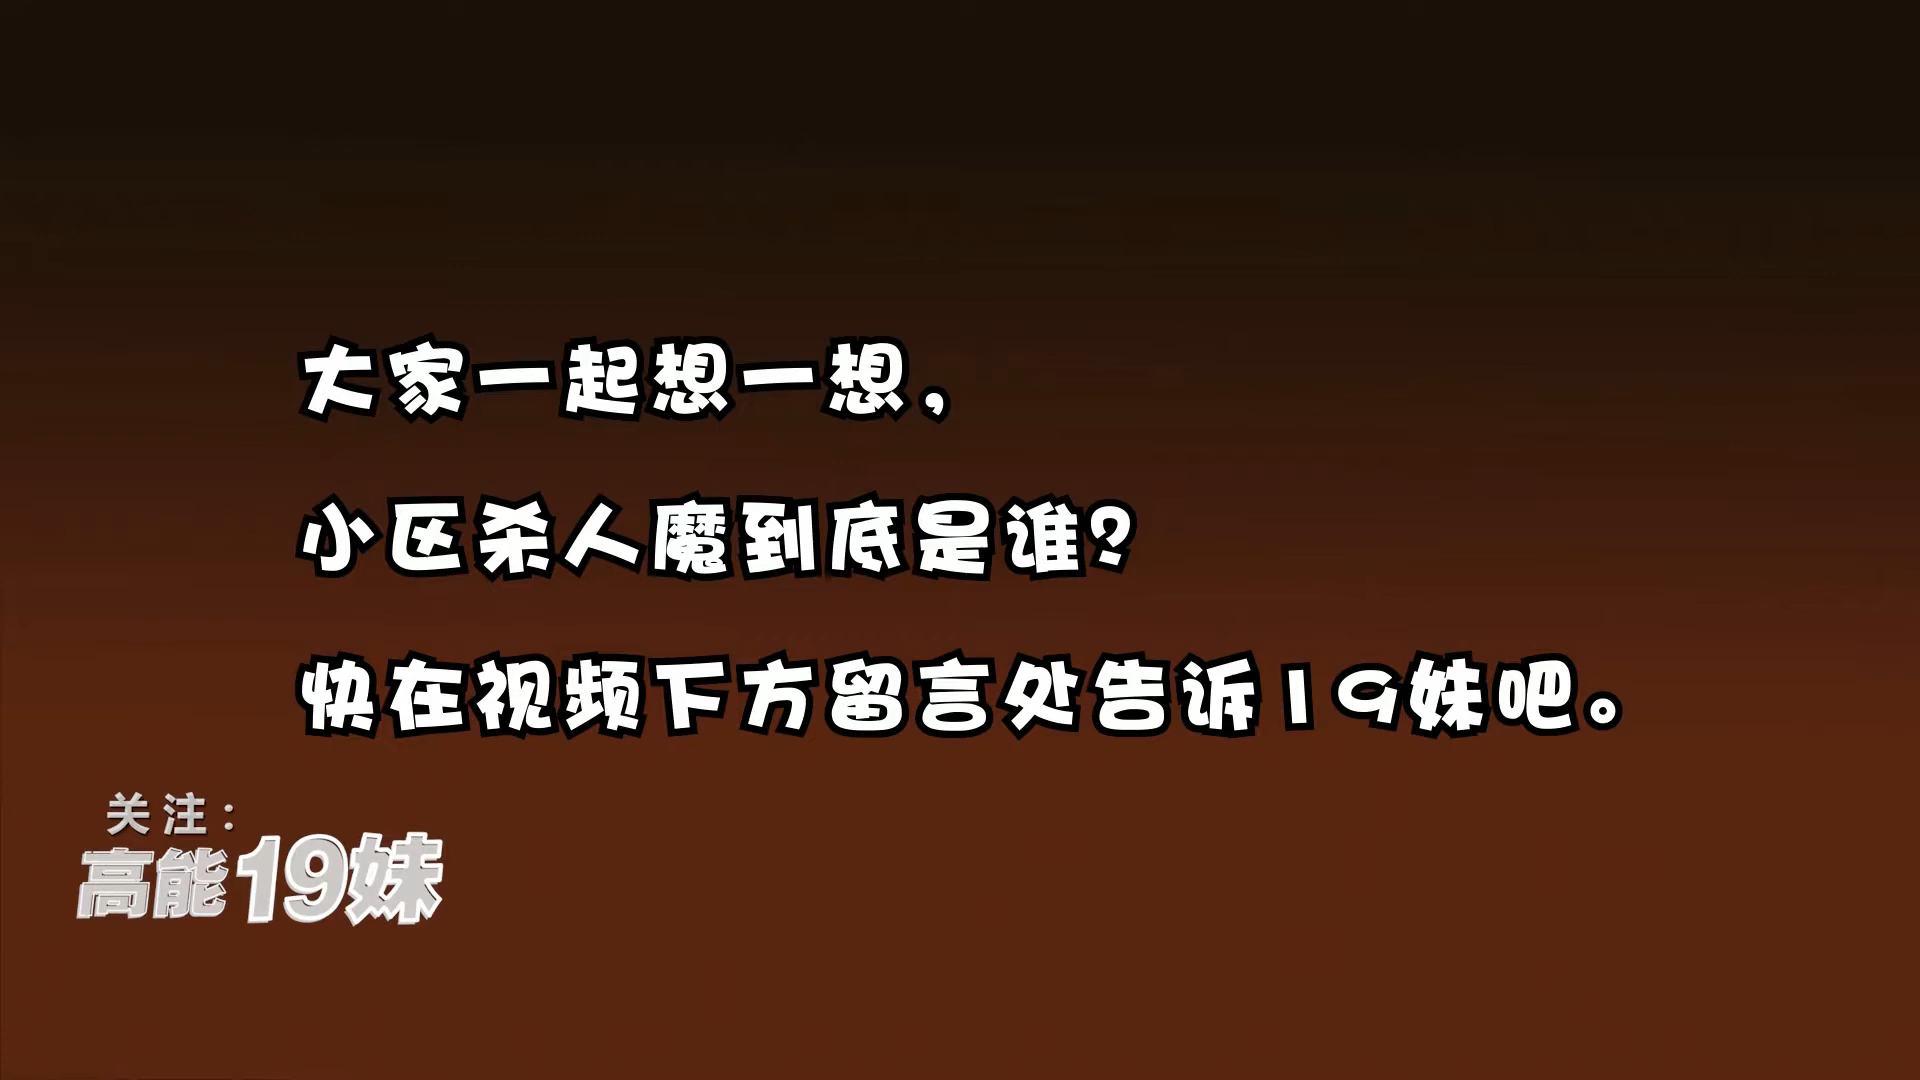 大家一起想一想，
小区杀人魔到底是谁？
快在视频下方留言处告诉19妹吧。
关注：
高能19妹